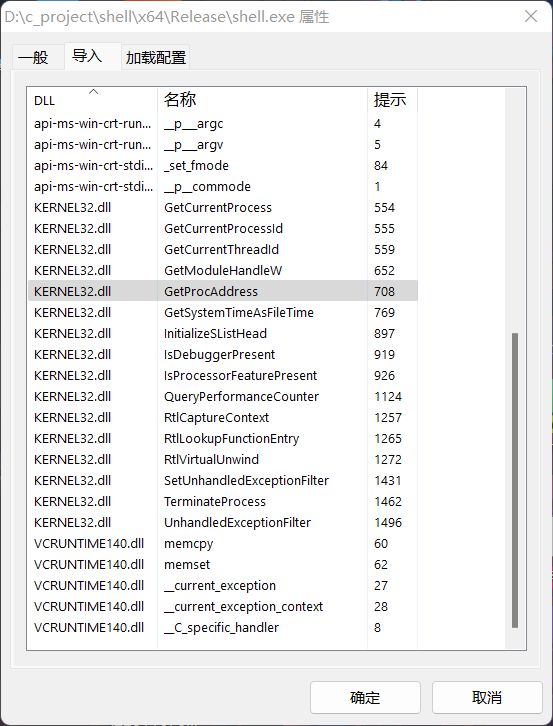 D:\c_project\shell\x64\Release\shell.exe 属性
一般 导入 加载配置
DLL 名称 提示
api-ms-win-crt-run... __p___argc 4
api-ms-win-crt-run... __p___argv 5
api-ms-win-crt-stdi... _set_fmode 84
api-ms-win-crt-stdi... __p__commode 1
KERNEL32.dll GetCurrentProcess 554
KERNEL32.dll GetCurrentProcessId 555
KERNEL32.dll GetCurrentThreadId 559
KERNEL32.dll GetModuleHandleW 652
KERNEL32.dll GetProcAddress 708
KERNEL32.dll GetSystemTimeAsFileTime 769
KERNEL32.dll InitializeSListHead 897
KERNEL32.dll IsDebuggerPresent 919
KERNEL32.dll IsProcessorFeaturePresent 926
KERNEL32.dll QueryPerformanceCounter 1124
KERNEL32.dll RtlCaptureContext 1257
KERNEL32.dll RtlLookupFunctionEntry 1265
KERNEL32.dll RtlVirtualUnwind 1272
KERNEL32.dll SetUnhandledExceptionFilter 1431
KERNEL32.dll TerminateProcess 1462
KERNEL32.dll UnhandledExceptionFilter 1496
VCRUNTIME140.dll memcpy 60
VCRUNTIME140.dll memset 62
VCRUNTIME140.dll __current_exception 27
VCRUNTIME140.dll __current_exception_context 28
VCRUNTIME140.dll __C_specific_handler 8
确定 取消